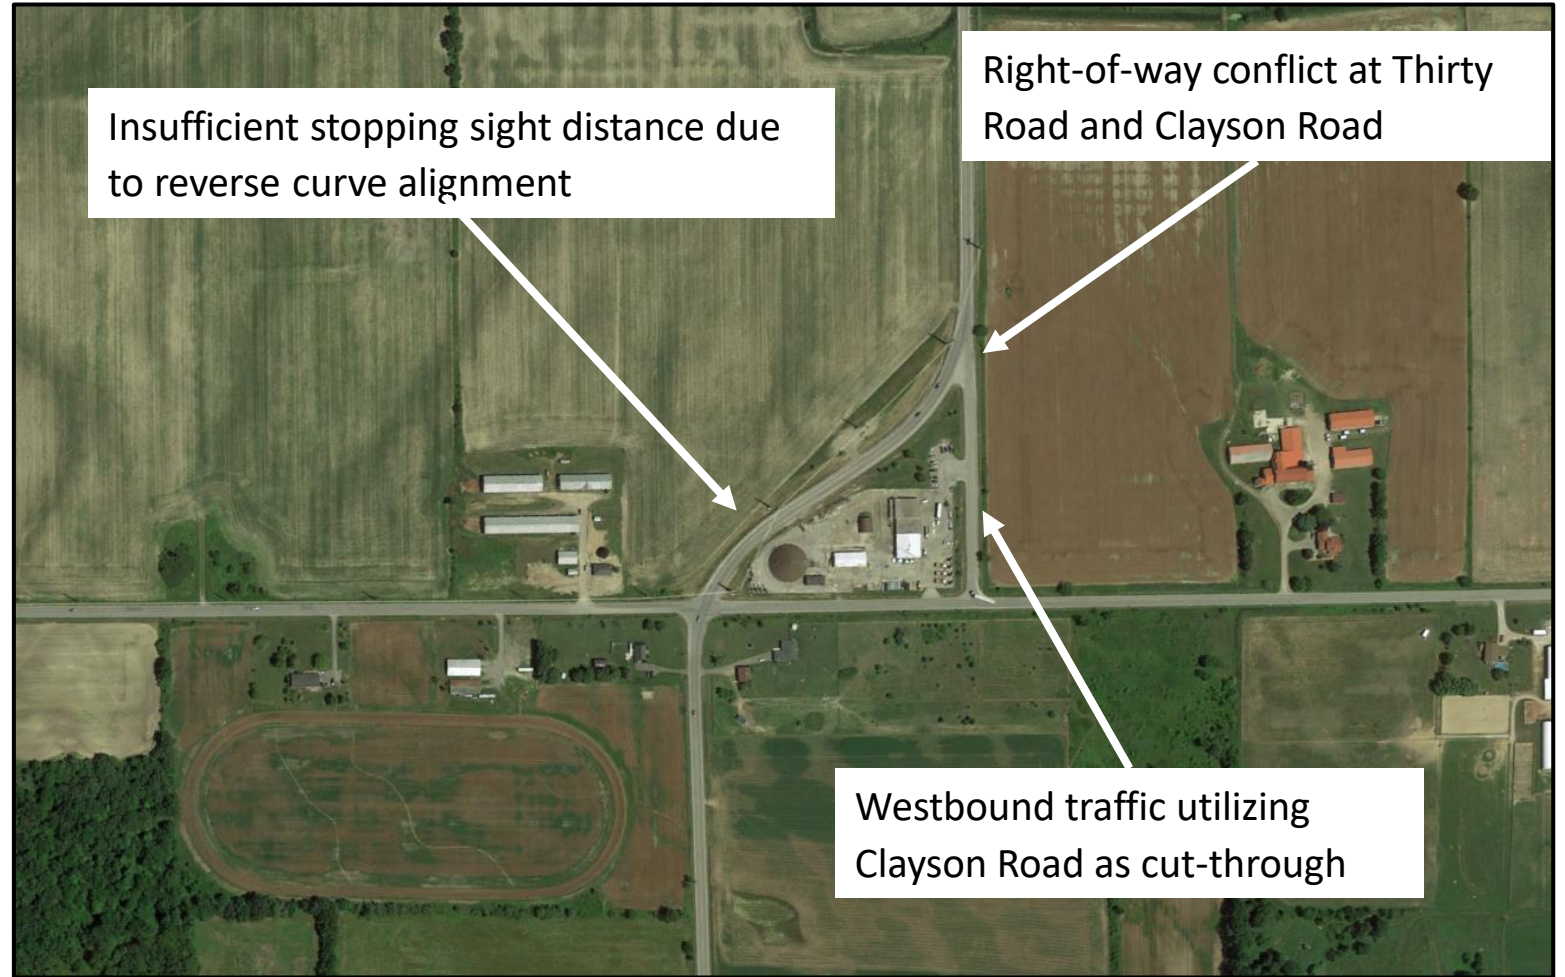 Insufficient stopping sight distance due
to reverse curve alignment
Right-of-way conflict at Thirty
Road and Clayson Road
Westbound traffic utilizing
Clayson Road as cut-through